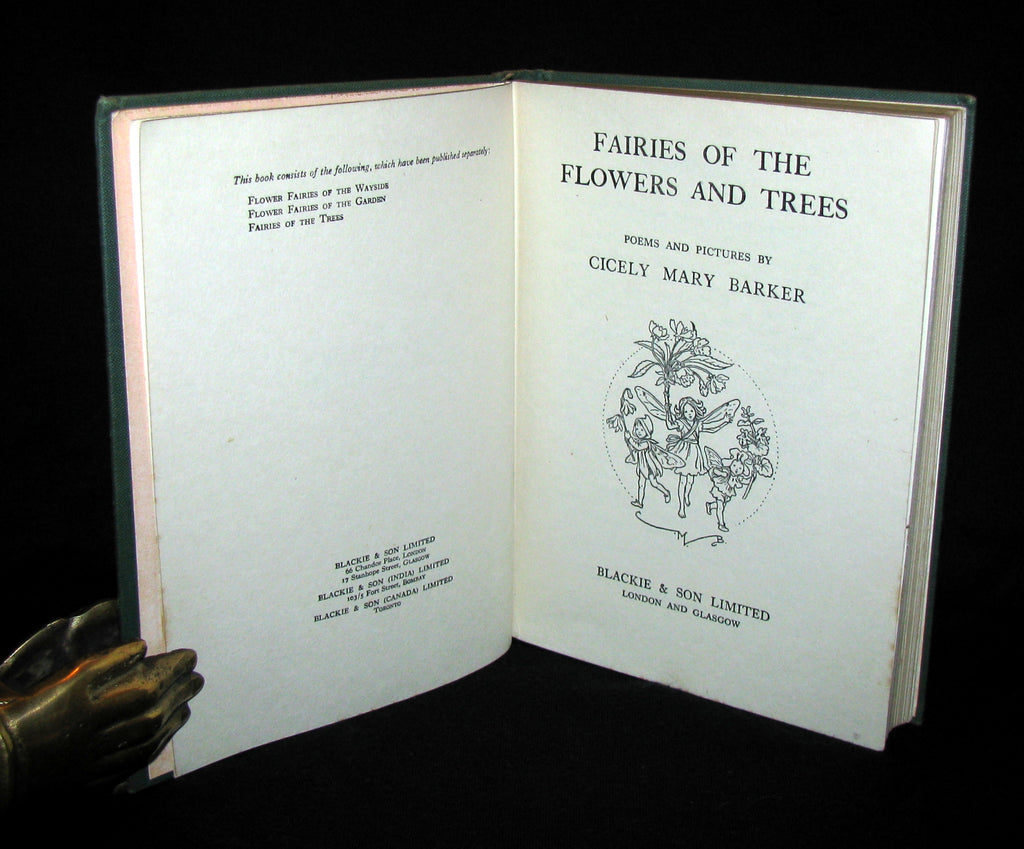 This book consists of the following, which have been published separately:
FLOWER FAIRIES OF THE WAYSIDE
FLOWER FAIRIES OF THE GARDEN
FAIRIES OF THE TREES
BLACKIE & SON LIMITED
66 Chandos Place, LONDON
17 Stanhope Street, GLASGOW
BLACKIE & SON (INDIA) LIMITED
103/5 Fort Street, BOMBAY
BLACKIE & SON (CANADA) LIMITED
TORONTO
FAIRIES OF THE
FLOWERS AND TREES
POEMS AND PICTURES BY
CICELY MARY BARKER
C M. B.
BLACKIE & SON LIMITED
LONDON AND GLASGOW